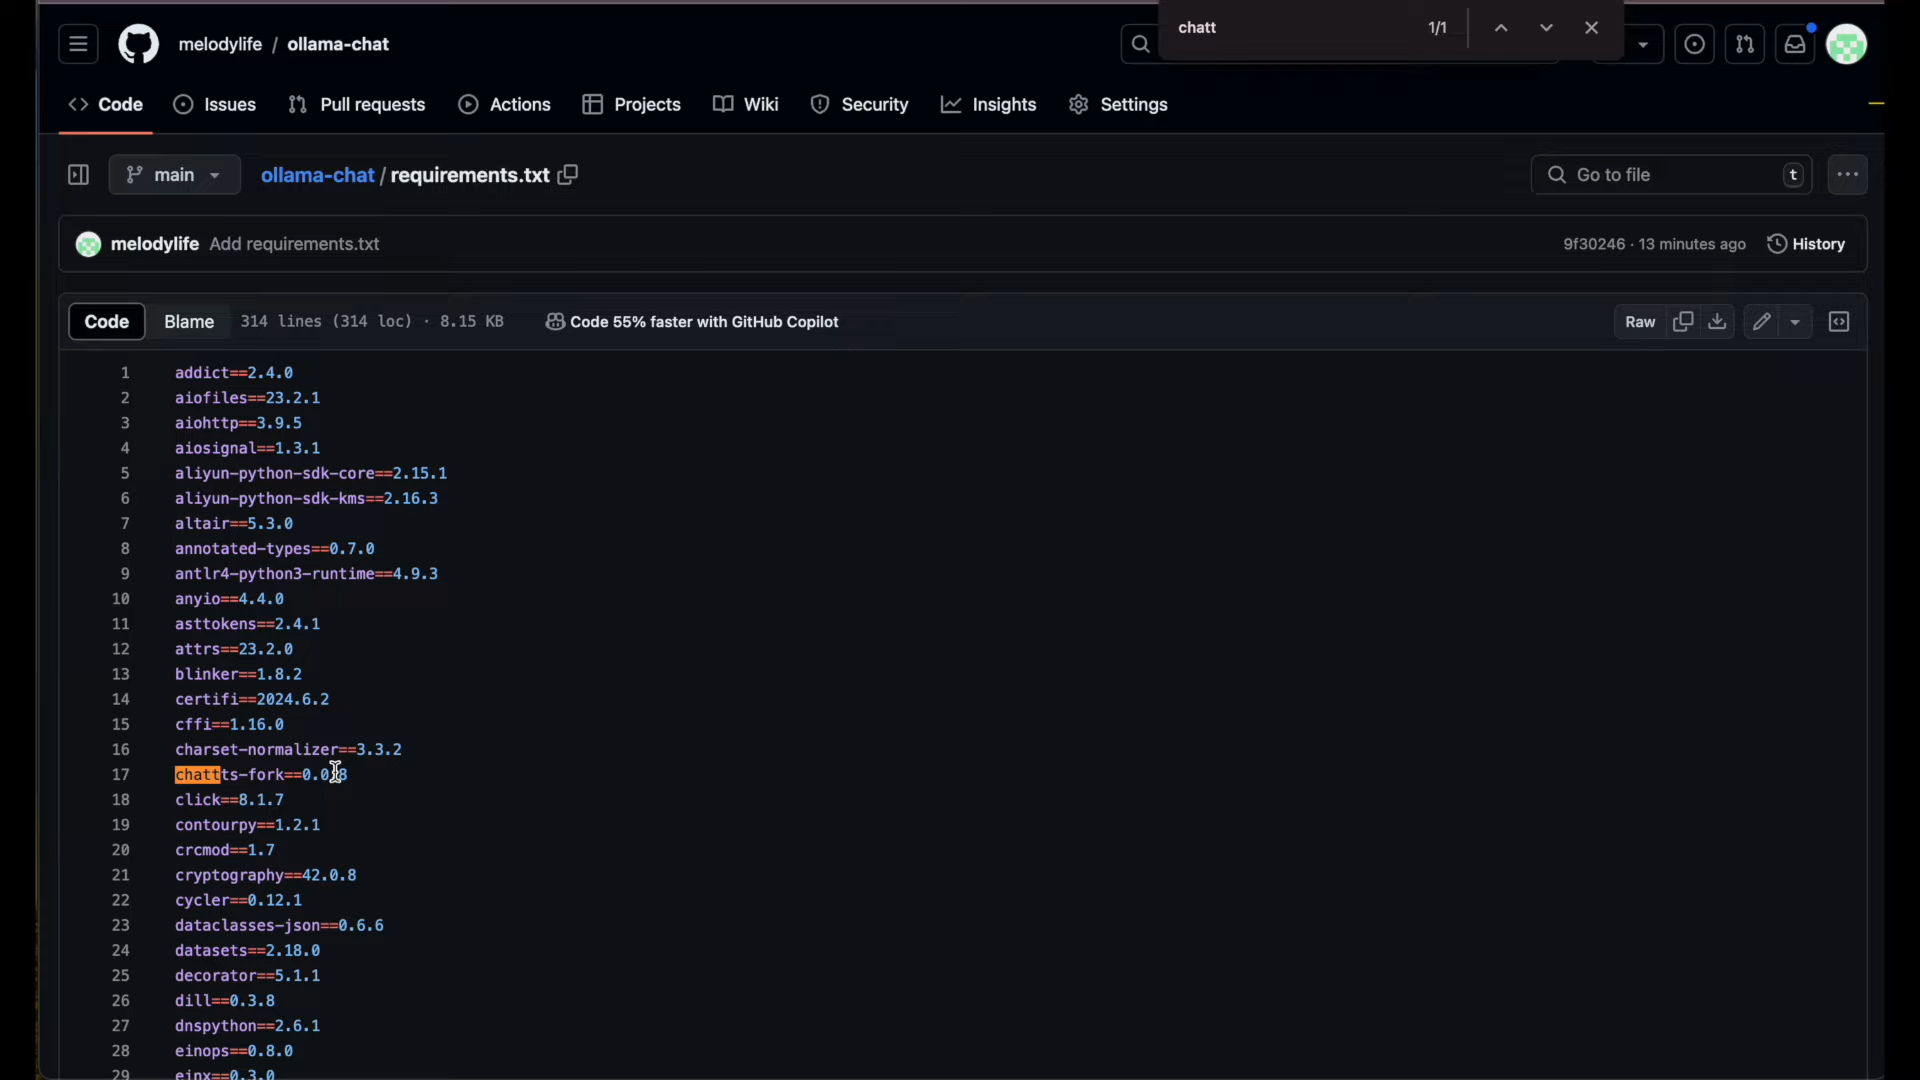 chatt 1/1
melodylife / ollama-chat
Code Issues Pull requests Actions Projects Wiki Security Insights Settings
main ollama-chat / requirements.txt Go to file t
melodylife Add requirements.txt 9f30246 · 13 minutes ago History
Code Blame 314 lines (314 loc) · 8.15 KB Code 55% faster with GitHub Copilot Raw
1 addict==2.4.0
2 aiofiles==23.2.1
3 aiohttp==3.9.5
4 aiosignal==1.3.1
5 aliyun-python-sdk-core==2.15.1
6 aliyun-python-sdk-kms==2.16.3
7 altair==5.3.0
8 annotated-types==0.7.0
9 antlr4-python3-runtime==4.9.3
10 anyio==4.4.0
11 asttokens==2.4.1
12 attrs==23.2.0
13 blinker==1.8.2
14 certifi==2024.6.2
15 cffi==1.16.0
16 charset-normalizer==3.3.2
17 chattts-fork==0.0.8
18 click==8.1.7
19 contourpy==1.2.1
20 crcmod==1.7
21 cryptography==42.0.8
22 cycler==0.12.1
23 dataclasses-json==0.6.6
24 datasets==2.18.0
25 decorator==5.1.1
26 dill==0.3.8
27 dnspython==2.6.1
28 einops==0.8.0
29 einx==0.3.0